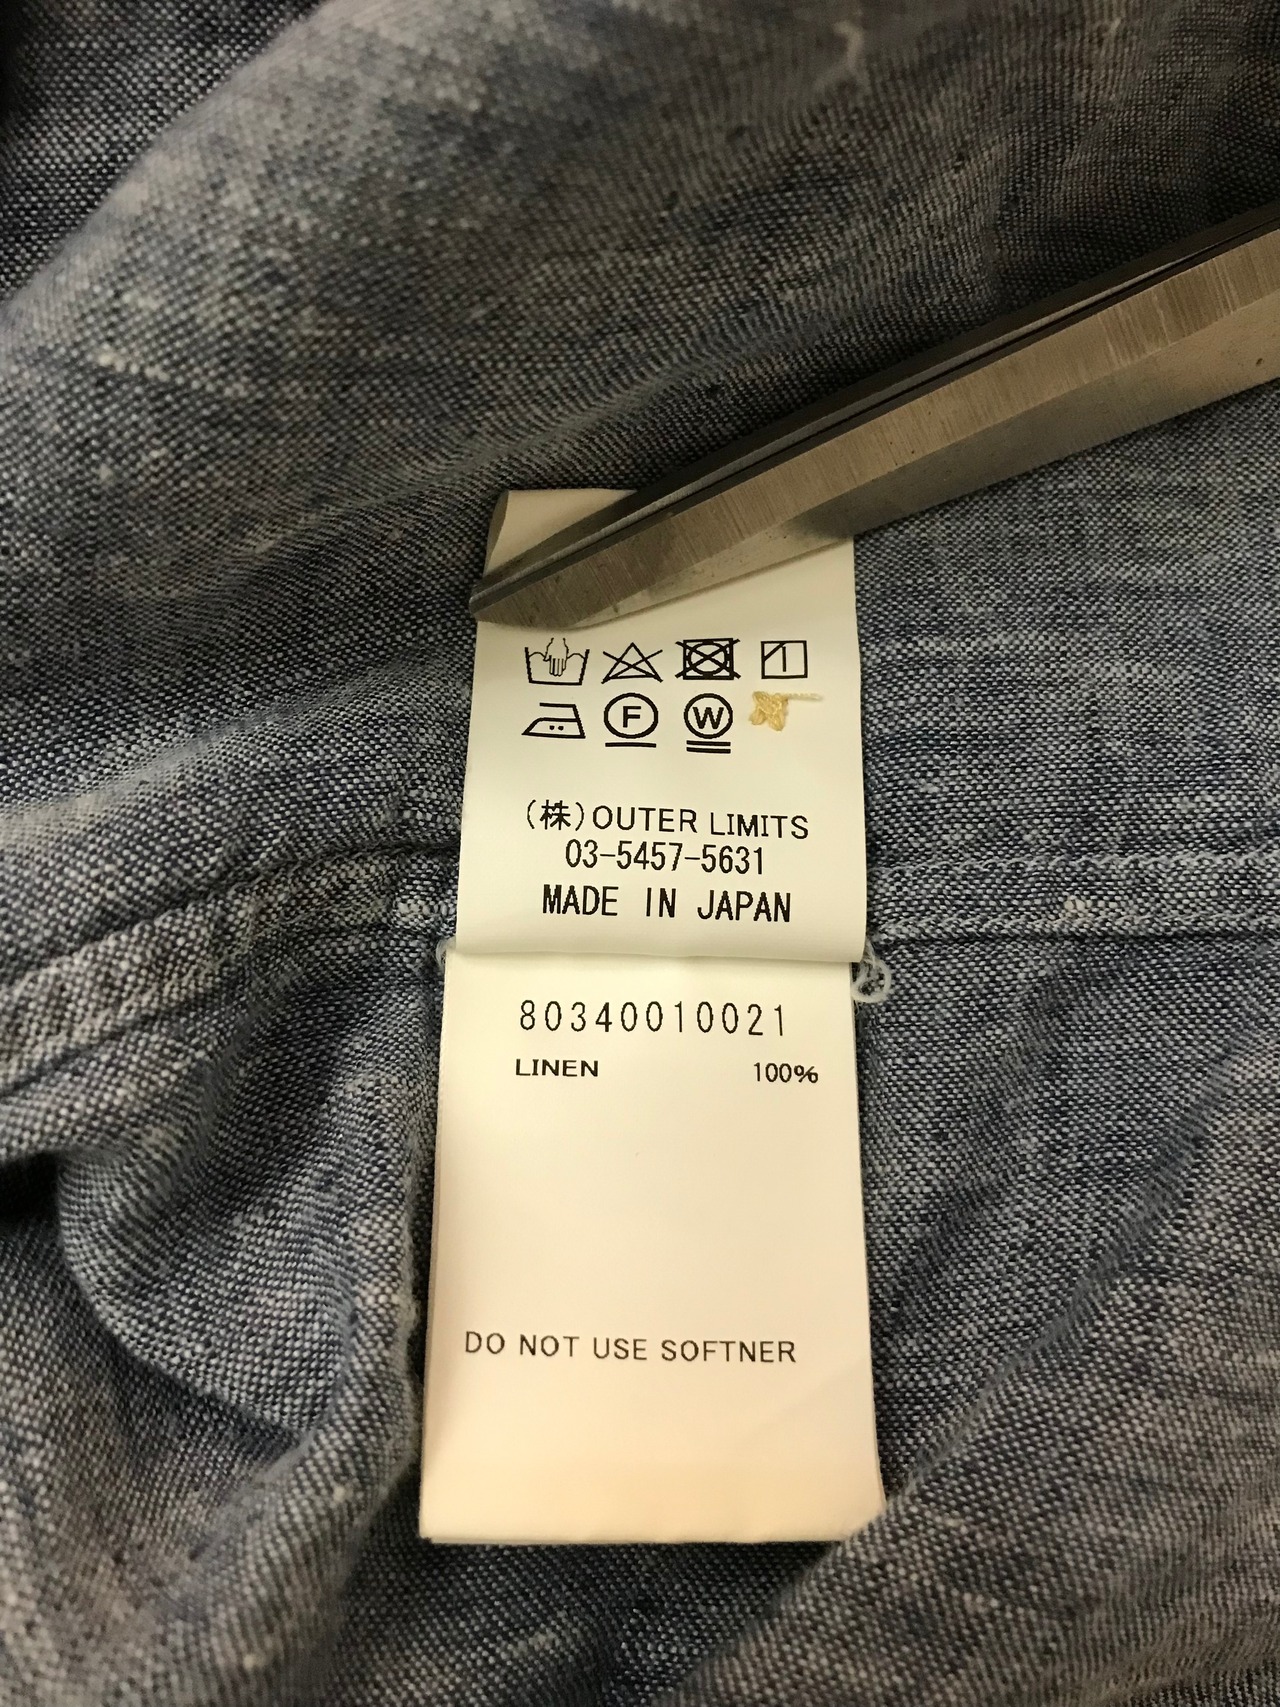 F W
(株)OUTER LIMITS
03-5457-5631
MADE IN JAPAN
80340010021
LINEN 100%
DO NOT USE SOFTNER